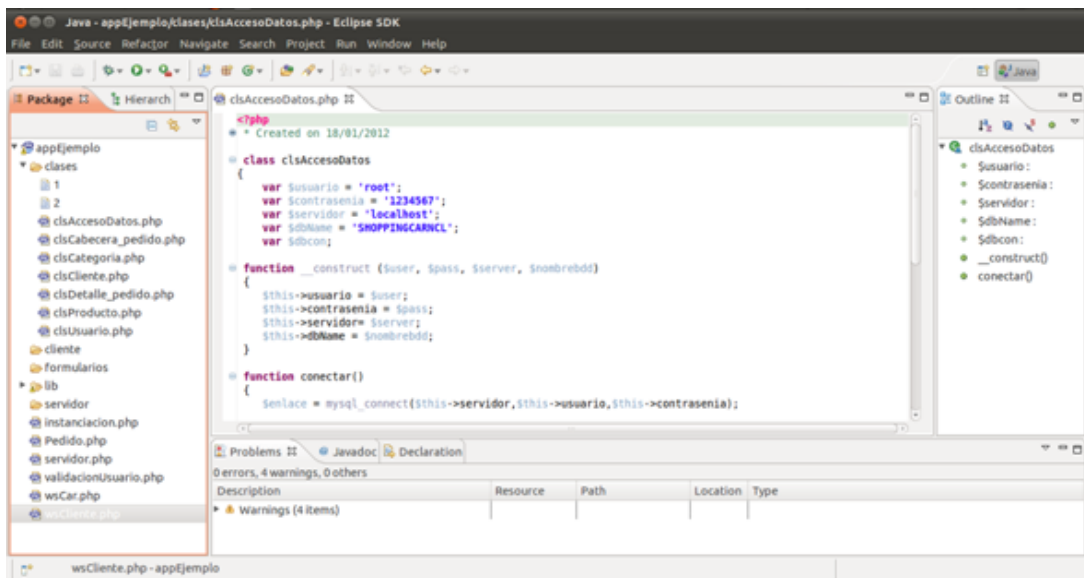 Java - appEjemplo/clases/clsAccesoDatos.php - Eclipse SDK
File Edit Source Refactor Navigate Search Project Run Window Help
Java
Package
Hierarch
appEjemplo
clases
1
2
clsAccesoDatos.php
clsCabecera_pedido.php
clsCategoria.php
clsCliente.php
clsDetalle_pedido.php
clsProducto.php
clsUsuario.php
cliente
formularios
lib
servidor
instanciacion.php
Pedido.php
servidor.php
validacionUsuario.php
wsCar.php
wsCliente.php
clsAccesoDatos.php
<?php
* Created on 18/01/2012
class clsAccesoDatos
{
var $usuario = 'root';
var $contrasenia = '1234567';
var $servidor = 'localhost';
var $dbName = 'SHOPPINGCARNCL';
var $dbcon;
function __construct ($user, $pass, $server, $nombrebdd)
{
$this->usuario = $user;
$this->contrasenia = $pass;
$this->servidor= $server;
$this->dbName = $nombrebdd;
}
function conectar()
{
$enlace = mysql_connect($this->servidor,$this->usuario,$this->contrasenia);
Outline
clsAccesoDatos
$usuario :
$contrasenia :
$servidor :
$dbName :
$dbcon :
__construct()
conectar()
Problems Javadoc Declaration
0 errors, 4 warnings, 0 others
Description Resource Path Location Type
Warnings (4 items)
wsCliente.php - appEjemplo